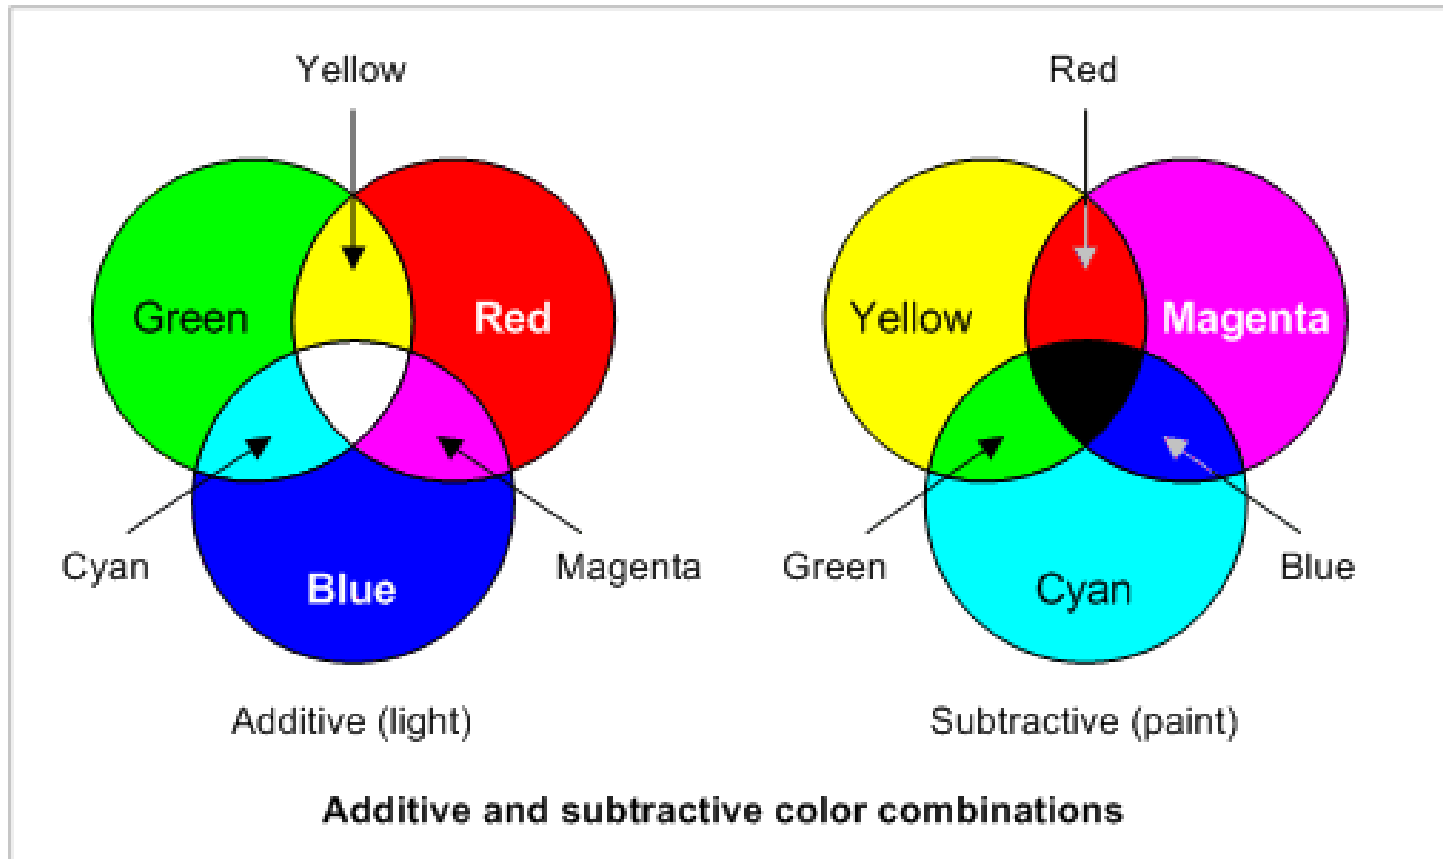 Yellow
Red
Green
Red
Yellow
Magenta
Cyan
Magenta
Green
Blue
Blue
Cyan
Additive (light)
Subtractive (paint)
Additive and subtractive color combinations